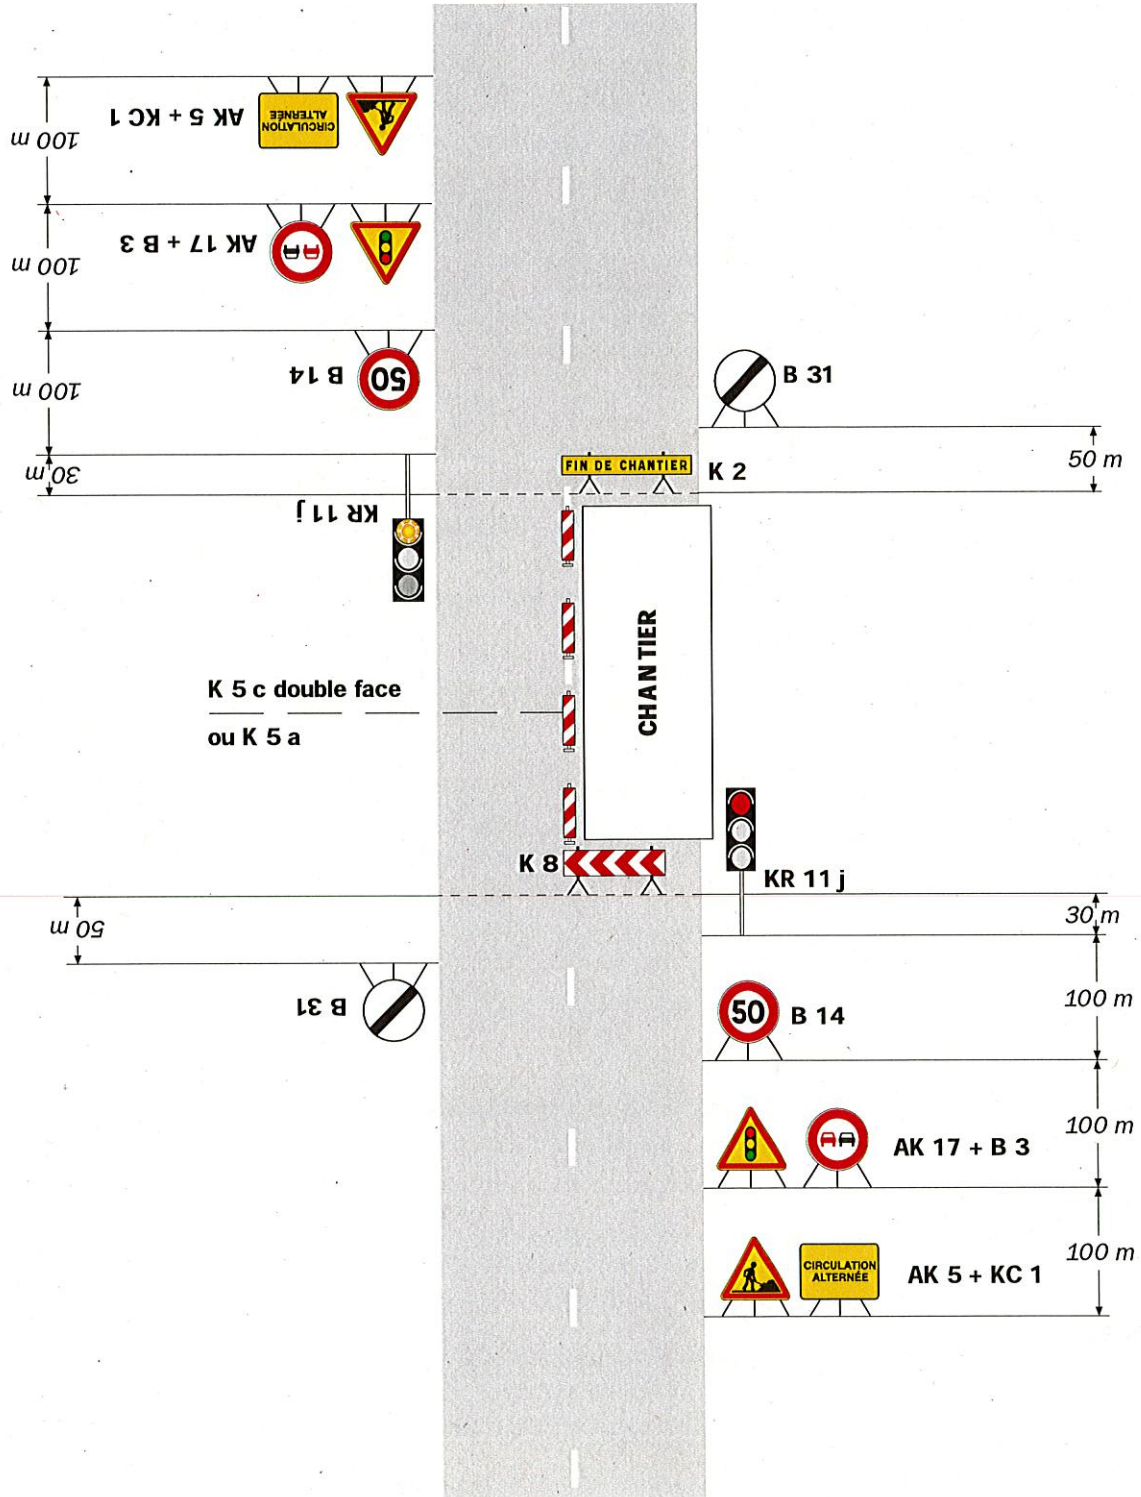 AK 5 + KC 1
CIRCULATION
ALTERNÉE
100 m
AK 17 + B 3
100 m
B 14
50
100 m
B 31
30 m
50 m
FIN DE CHANTIER
K 2
KR 11 j
CHANTIER
K 5 c double face
ou K 5 a
K 8
KR 11 j
50 m
30 m
B 31
50
B 14
100 m
AK 17 + B 3
100 m
CIRCULATION
ALTERNÉE
AK 5 + KC 1
100 m